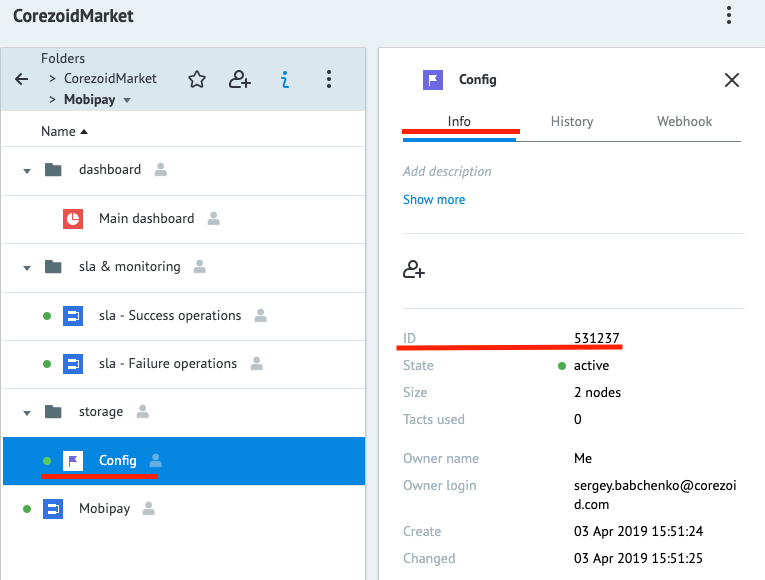 CorezoidMarket
Folders
> CorezoidMarket
> Mobipay
Name
dashboard
Main dashboard
sla & monitoring
sla - Success operations
sla - Failure operations
storage
Config
Mobipay
Config
Info History Webhook
Add description
Show more
ID 531237
State active
Size 2 nodes
Tacts used 0
Owner name Me
Owner login sergey.babchenko@corezoi
d.com
Create 03 Apr 2019 15:51:24
Changed 03 Apr 2019 15:51:25